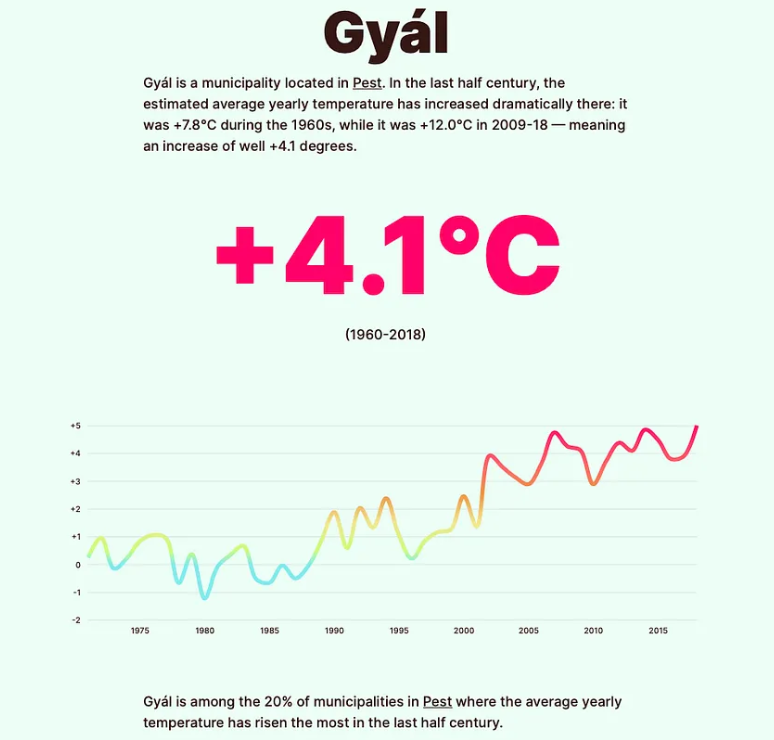 Gyál
Gyál is a municipality located in Pest. In the last half century, the
estimated average yearly temperature has increased dramatically there: it
was +7.8°C during the 1960s, while it was +12.0°C in 2009-18 — meaning
an increase of well +4.1 degrees.
+4.1°C
(1960-2018)
+5
+4
+3
+2
+1
0
-1
-2
1975 1980 1985 1990 1995 2000 2005 2010 2015
Gyál is among the 20% of municipalities in Pest where the average yearly
temperature has risen the most in the last half century.